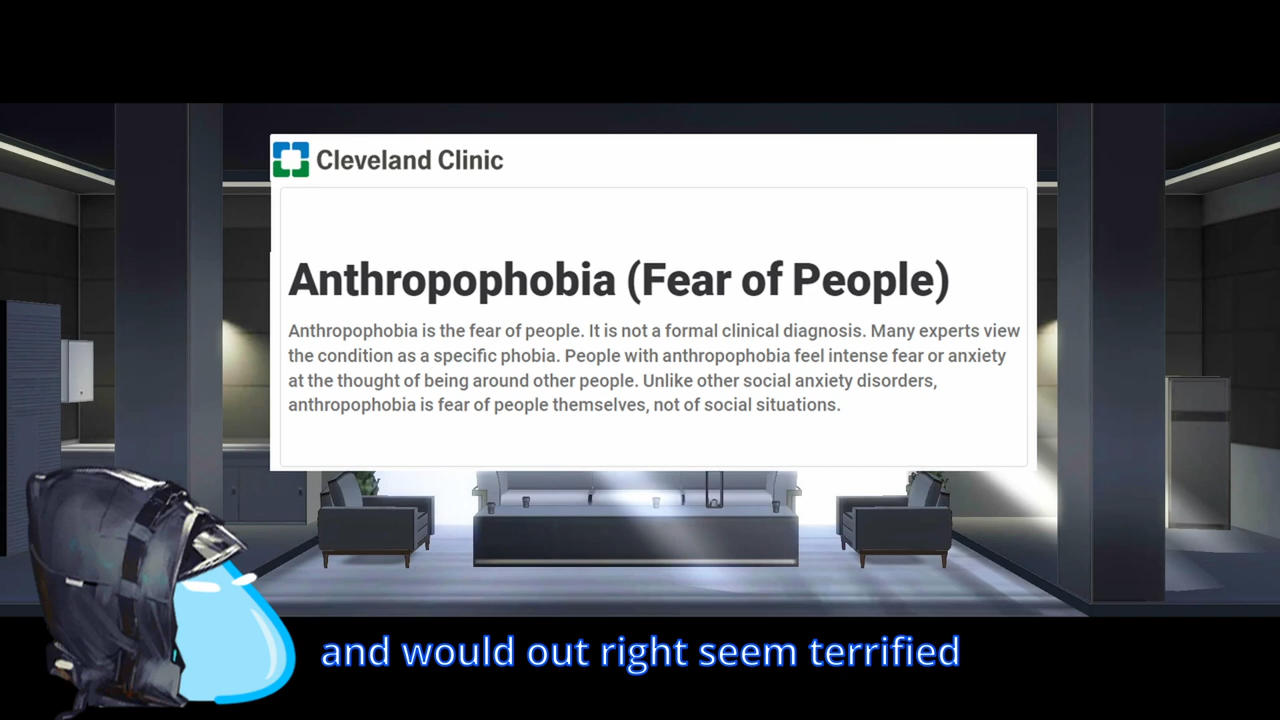 Cleveland Clinic
Anthropophobia (Fear of People)
Anthropophobia is the fear of people. It is not a formal clinical diagnosis. Many experts view
the condition as a specific phobia. People with anthropophobia feel intense fear or anxiety
at the thought of being around other people. Unlike other social anxiety disorders,
anthropophobia is fear of people themselves, not of social situations.
and would out right seem terrified